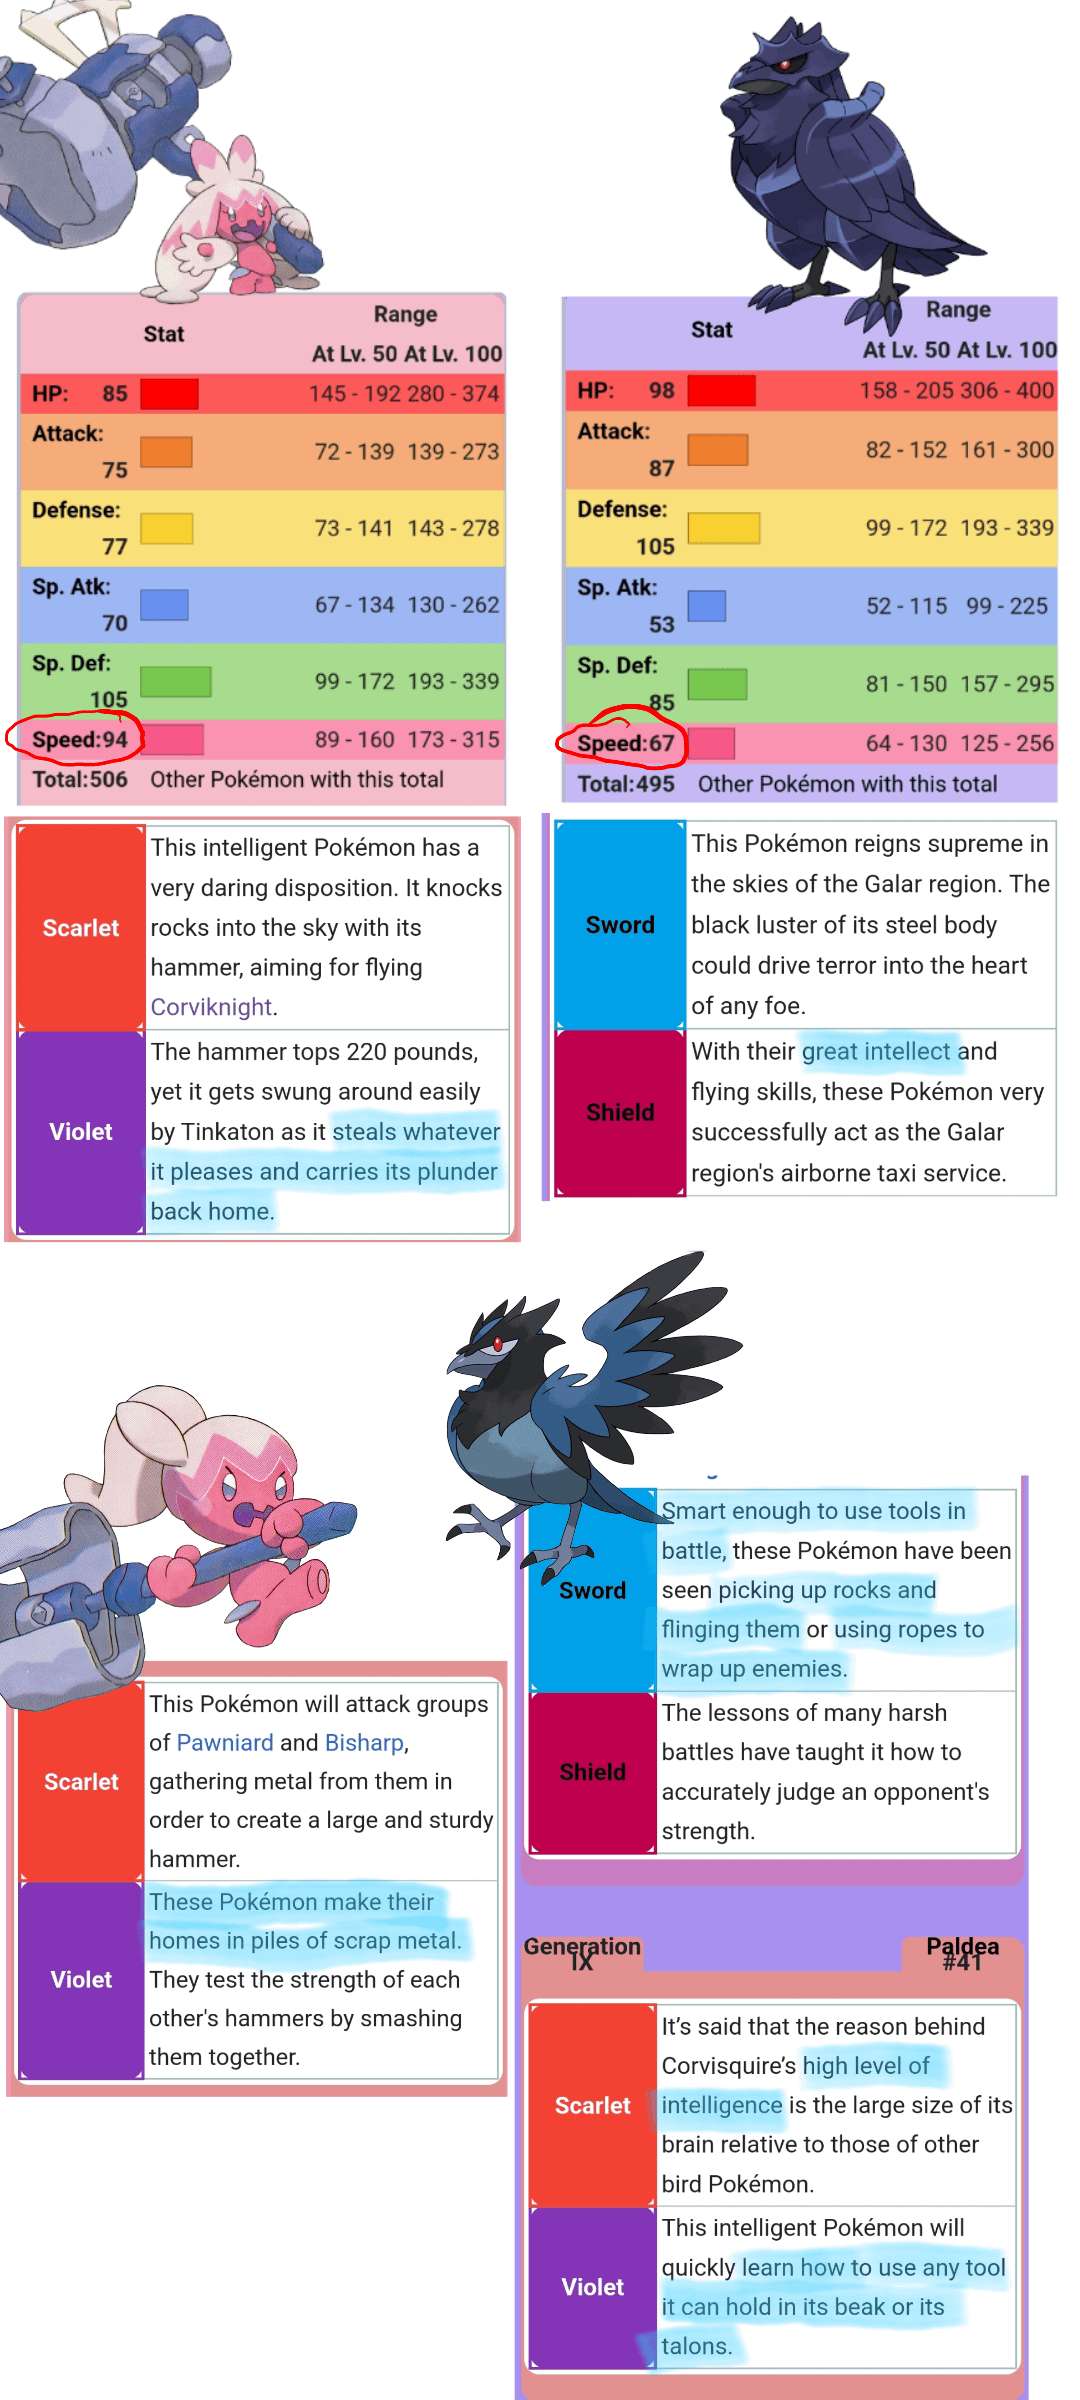 Stat
Range
At Lv. 50 At Lv. 100
HP: 85 145 - 192 280 - 374
Attack:
75 72 - 139 139 - 273
Defense:
77 73 - 141 143 - 278
Sp. Atk:
70 67 - 134 130 - 262
Sp. Def:
105 99 - 172 193 - 339
Speed:94 89 - 160 173 - 315
Total:506 Other Pokémon with this total
Stat
Range
At Lv. 50 At Lv. 100
HP: 98 158 - 205 306 - 400
Attack:
87 82 - 152 161 - 300
Defense:
105 99 - 172 193 - 339
Sp. Atk:
53 52 - 115 99 - 225
Sp. Def:
85 81 - 150 157 - 295
Speed:67 64 - 130 125 - 256
Total:495 Other Pokémon with this total
Scarlet
This intelligent Pokémon has a
very daring disposition. It knocks
rocks into the sky with its
hammer, aiming for flying
Corviknight.
Violet
The hammer tops 220 pounds,
yet it gets swung around easily
by Tinkaton as it steals whatever
it pleases and carries its plunder
back home.
Sword
This Pokémon reigns supreme in
the skies of the Galar region. The
black luster of its steel body
could drive terror into the heart
of any foe.
Shield
With their great intellect and
flying skills, these Pokémon very
successfully act as the Galar
region's airborne taxi service.
Scarlet
This Pokémon will attack groups
of Pawniard and Bisharp,
gathering metal from them in
order to create a large and sturdy
hammer.
Violet
These Pokémon make their
homes in piles of scrap metal.
They test the strength of each
other's hammers by smashing
them together.
Sword
Smart enough to use tools in
battle, these Pokémon have been
seen picking up rocks and
flinging them or using ropes to
wrap up enemies.
Shield
The lessons of many harsh
battles have taught it how to
accurately judge an opponent's
strength.
Generation
IX
Paldea
#41
Scarlet
It’s said that the reason behind
Corvisquire’s high level of
intelligence is the large size of its
brain relative to those of other
bird Pokémon.
Violet
This intelligent Pokémon will
quickly learn how to use any tool
it can hold in its beak or its
talons.